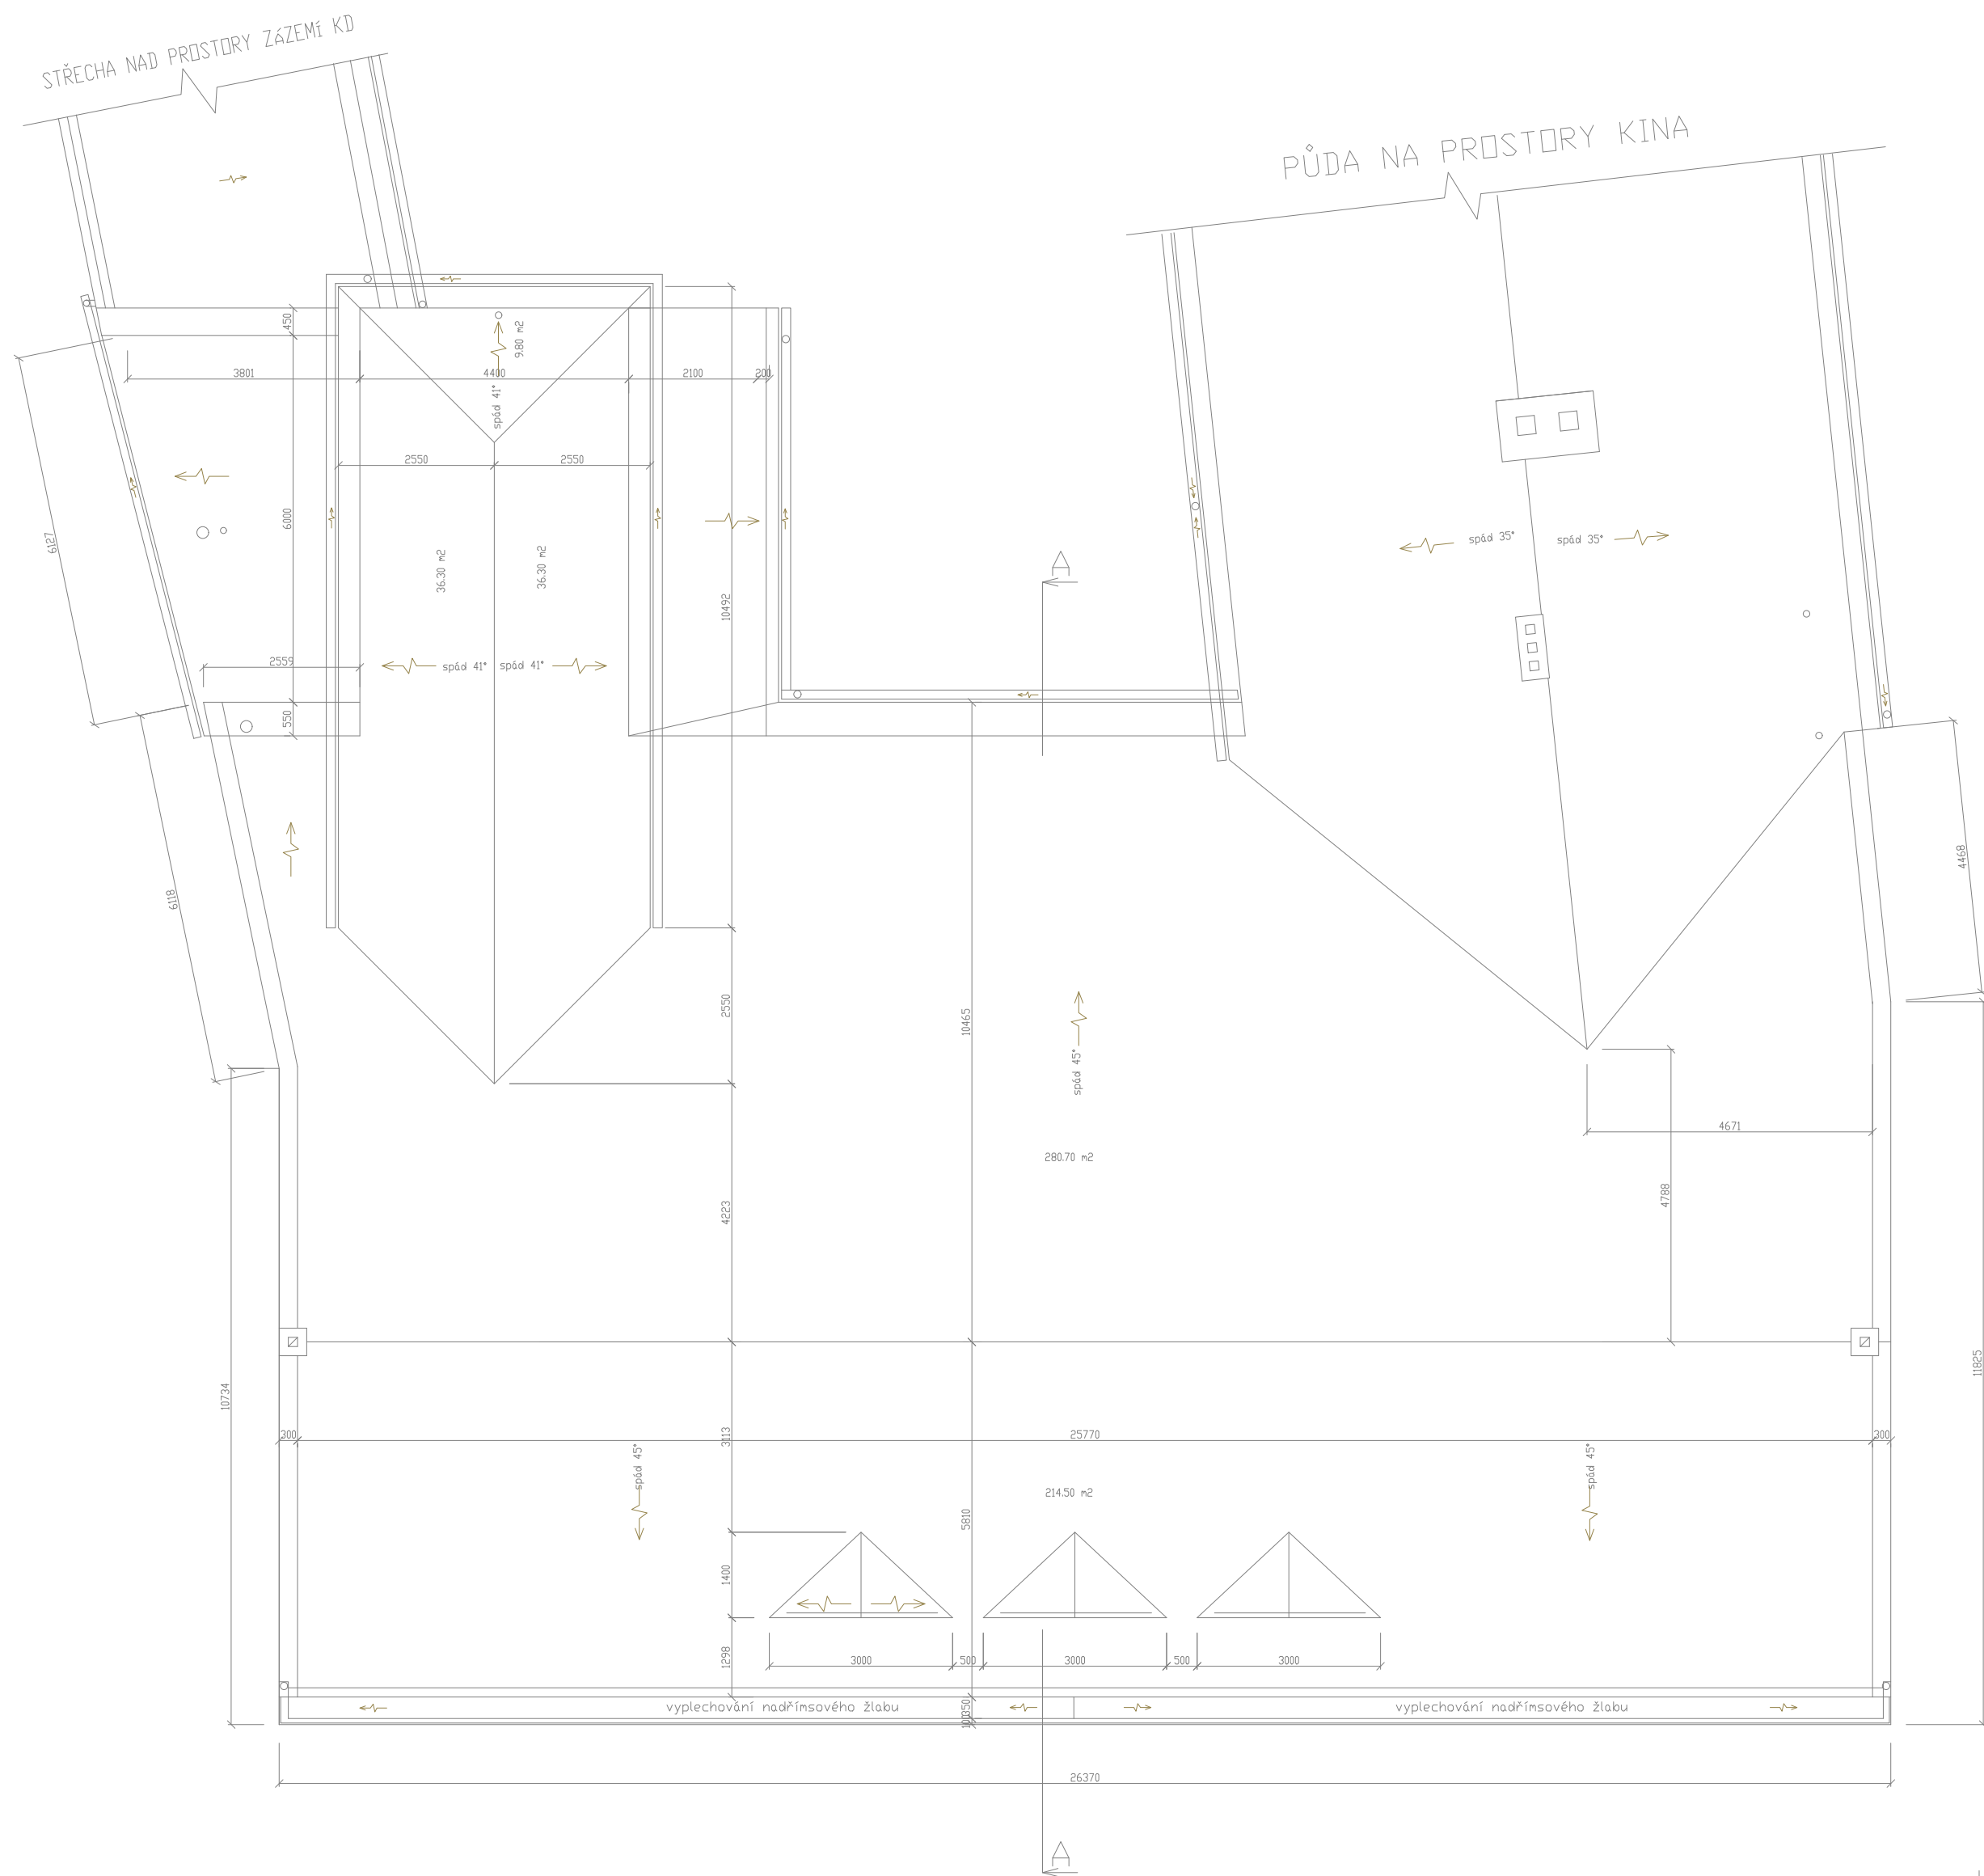 STŘECHA NAD PROSTORY ZÁZEMÍ KD
PŮDA NA PROSTORY KINA
450
9.80 m2
3801
4400
2100
200
spád 41°
2550
2550
6000
6127
36.30 m2
36.30 m2
spád 35°
spád 35°
A
10492
2559
spád 41°
spád 41°
550
4468
6118
2550
10465
spád 45°
4671
280.70 m2
4788
4223
11825
10734
300
3113
25770
300
spád 45°
spád 45°
214.50 m2
5810
1400
1298
3000
500
3000
500
3000
350
100
vyplechování nadřímsového žlabu
vyplechování nadřímsového žlabu
26370
A